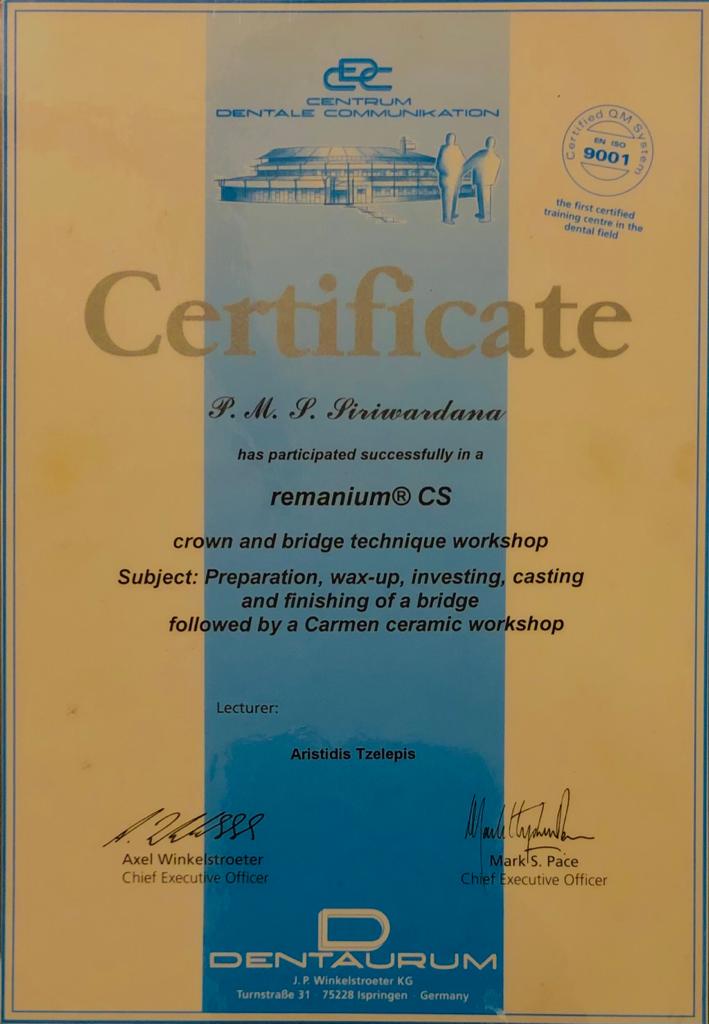 CDC
CENTRUM
DENTALE COMMUNIKATION
Certified QM System
EN ISO
9001
the first certified
training centre in the
dental field
Certificate
P. M. S. Siriwardana
has participated successfully in a
remanium® CS
crown and bridge technique workshop
Subject: Preparation, wax-up, investing, casting
and finishing of a bridge
followed by a Carmen ceramic workshop
Lecturer:
Aristidis Tzelepis
Axel Winkelstroeter
Chief Executive Officer
Mark S. Pace
Chief Executive Officer
D
DENTAURUM
J. P. Winkelstroeter KG
Turnstraße 31 · 75228 Ispringen · Germany